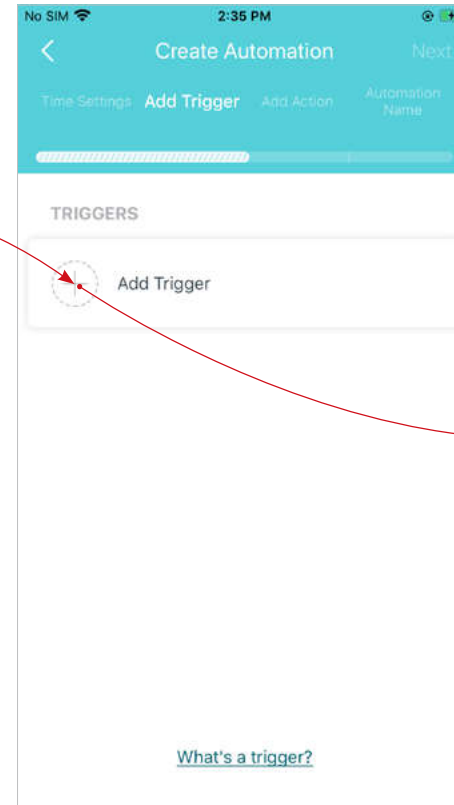 No SIM 2:35 PM
Create Automation Next
Time Settings Add Trigger Add Action Automation Name
TRIGGERS
Add Trigger
What's a trigger?